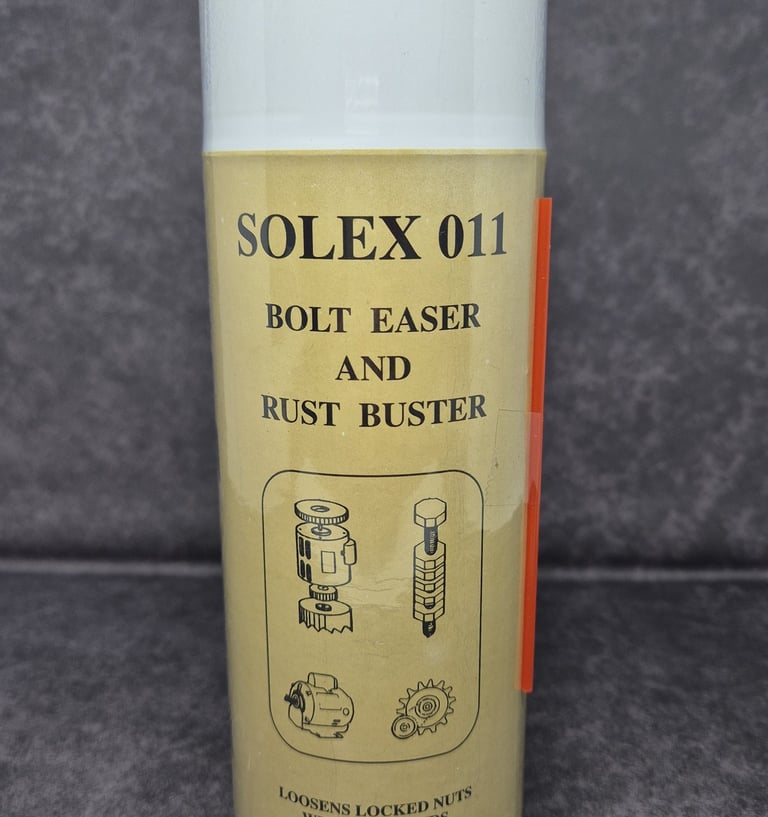 SOLEX 011
BOLT EASER
AND
RUST BUSTER
LOOSENS LOCKED NUTS